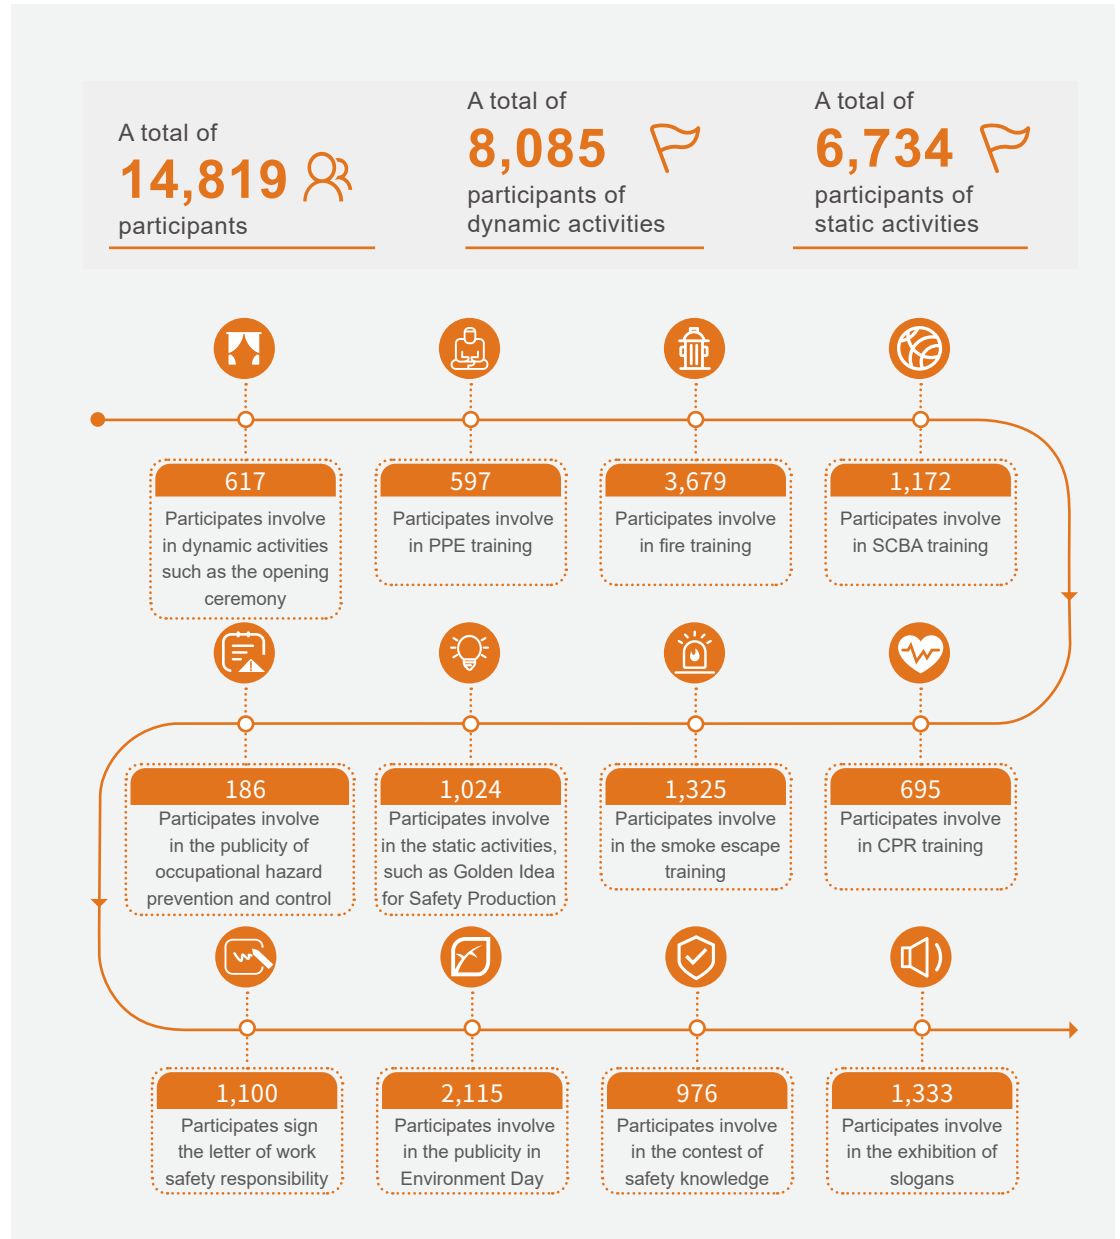 A total of
14,819
participants
A total of
8,085
participants of
dynamic activities
A total of
6,734
participants of
static activities
617
Participates involve
in dynamic activities
such as the opening
ceremony
597
Participates involve
in PPE training
3,679
Participates involve
in fire training
1,172
Participates involve
in SCBA training
186
Participates involve
in the publicity of
occupational hazard
prevention and control
1,024
Participates involve
in the static activities,
such as Golden Idea
for Safety Production
1,325
Participates involve
in the smoke escape
training
695
Participates involve
in CPR training
1,100
Participates sign
the letter of work
safety responsibility
2,115
Participates involve
in the publicity in
Environment Day
976
Participates involve
in the contest of
safety knowledge
1,333
Participates involve
in the exhibition of
slogans